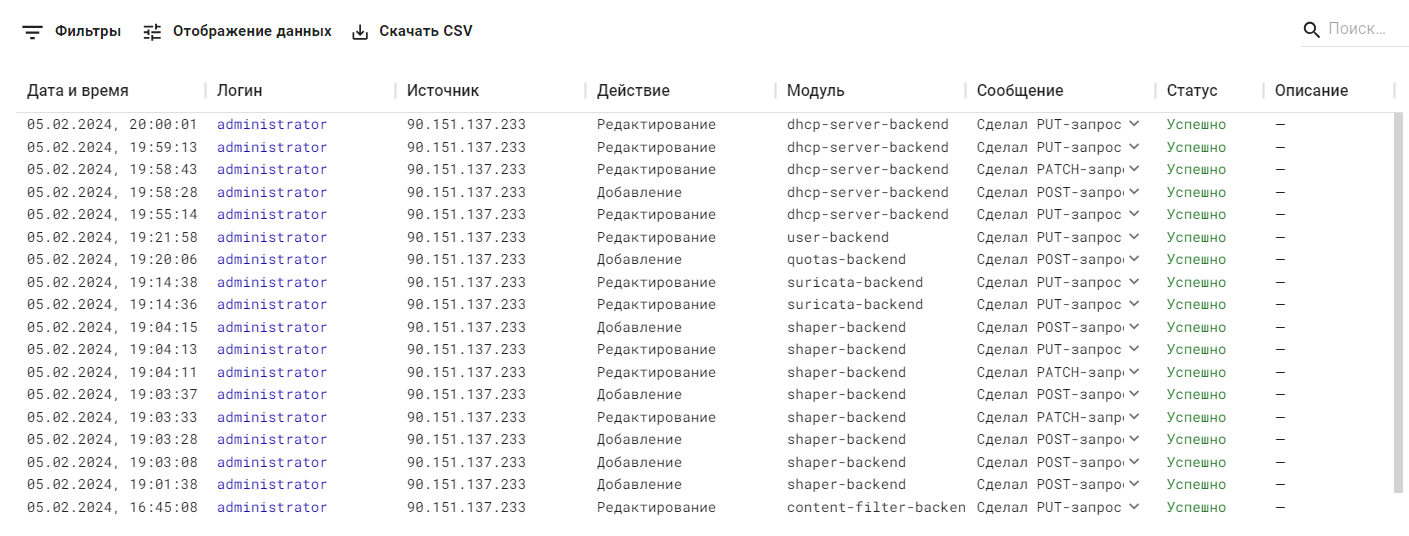 Фильтры Отображение данных Скачать CSV Поиск...
Дата и время Логин Источник Действие Модуль Сообщение Статус Описание
05.02.2024, 20:00:01 administrator 90.151.137.233 Редактирование dhcp-server-backend Сделал PUT-запрос Успешно —
05.02.2024, 19:59:13 administrator 90.151.137.233 Редактирование dhcp-server-backend Сделал PUT-запрос Успешно —
05.02.2024, 19:58:43 administrator 90.151.137.233 Редактирование dhcp-server-backend Сделал PATCH-запр Успешно —
05.02.2024, 19:58:28 administrator 90.151.137.233 Добавление dhcp-server-backend Сделал POST-запро Успешно —
05.02.2024, 19:55:14 administrator 90.151.137.233 Редактирование dhcp-server-backend Сделал PUT-запрос Успешно —
05.02.2024, 19:21:58 administrator 90.151.137.233 Редактирование user-backend Сделал PUT-запрос Успешно —
05.02.2024, 19:20:06 administrator 90.151.137.233 Добавление quotas-backend Сделал POST-запро Успешно —
05.02.2024, 19:14:38 administrator 90.151.137.233 Редактирование suricata-backend Сделал PUT-запрос Успешно —
05.02.2024, 19:14:36 administrator 90.151.137.233 Редактирование suricata-backend Сделал PUT-запрос Успешно —
05.02.2024, 19:04:15 administrator 90.151.137.233 Добавление shaper-backend Сделал POST-запро Успешно —
05.02.2024, 19:04:13 administrator 90.151.137.233 Редактирование shaper-backend Сделал PUT-запрос Успешно —
05.02.2024, 19:04:11 administrator 90.151.137.233 Редактирование shaper-backend Сделал PATCH-запр Успешно —
05.02.2024, 19:03:37 administrator 90.151.137.233 Добавление shaper-backend Сделал POST-запро Успешно —
05.02.2024, 19:03:33 administrator 90.151.137.233 Редактирование shaper-backend Сделал PATCH-запр Успешно —
05.02.2024, 19:03:28 administrator 90.151.137.233 Добавление shaper-backend Сделал POST-запро Успешно —
05.02.2024, 19:03:08 administrator 90.151.137.233 Добавление shaper-backend Сделал POST-запро Успешно —
05.02.2024, 19:01:38 administrator 90.151.137.233 Добавление shaper-backend Сделал POST-запро Успешно —
05.02.2024, 16:45:08 administrator 90.151.137.233 Редактирование content-filter-backen Сделал PUT-запрос Успешно —